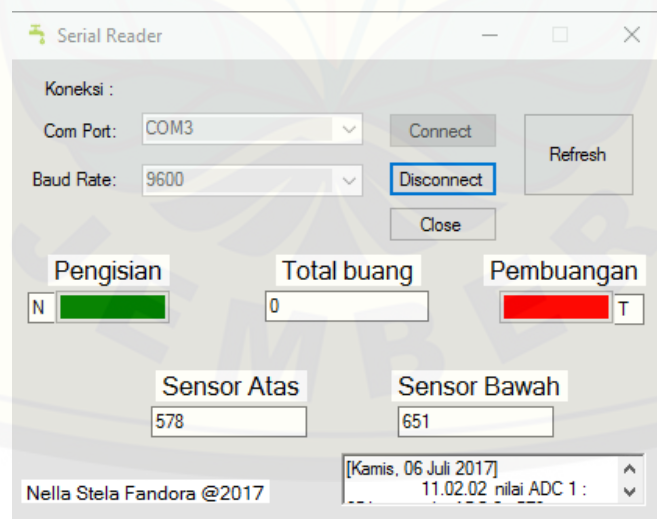 Serial Reader
Koneksi :
Com Port: COM3 Connect Refresh
Baud Rate: 9600 Disconnect
Close
Pengisian Total buang Pembuangan
N 0 T
Sensor Atas Sensor Bawah
578 651
[Kamis, 06 Juli 2017]
11.02.02 nilai ADC 1 :
Nella Stela Fandora @2017
JEMBER